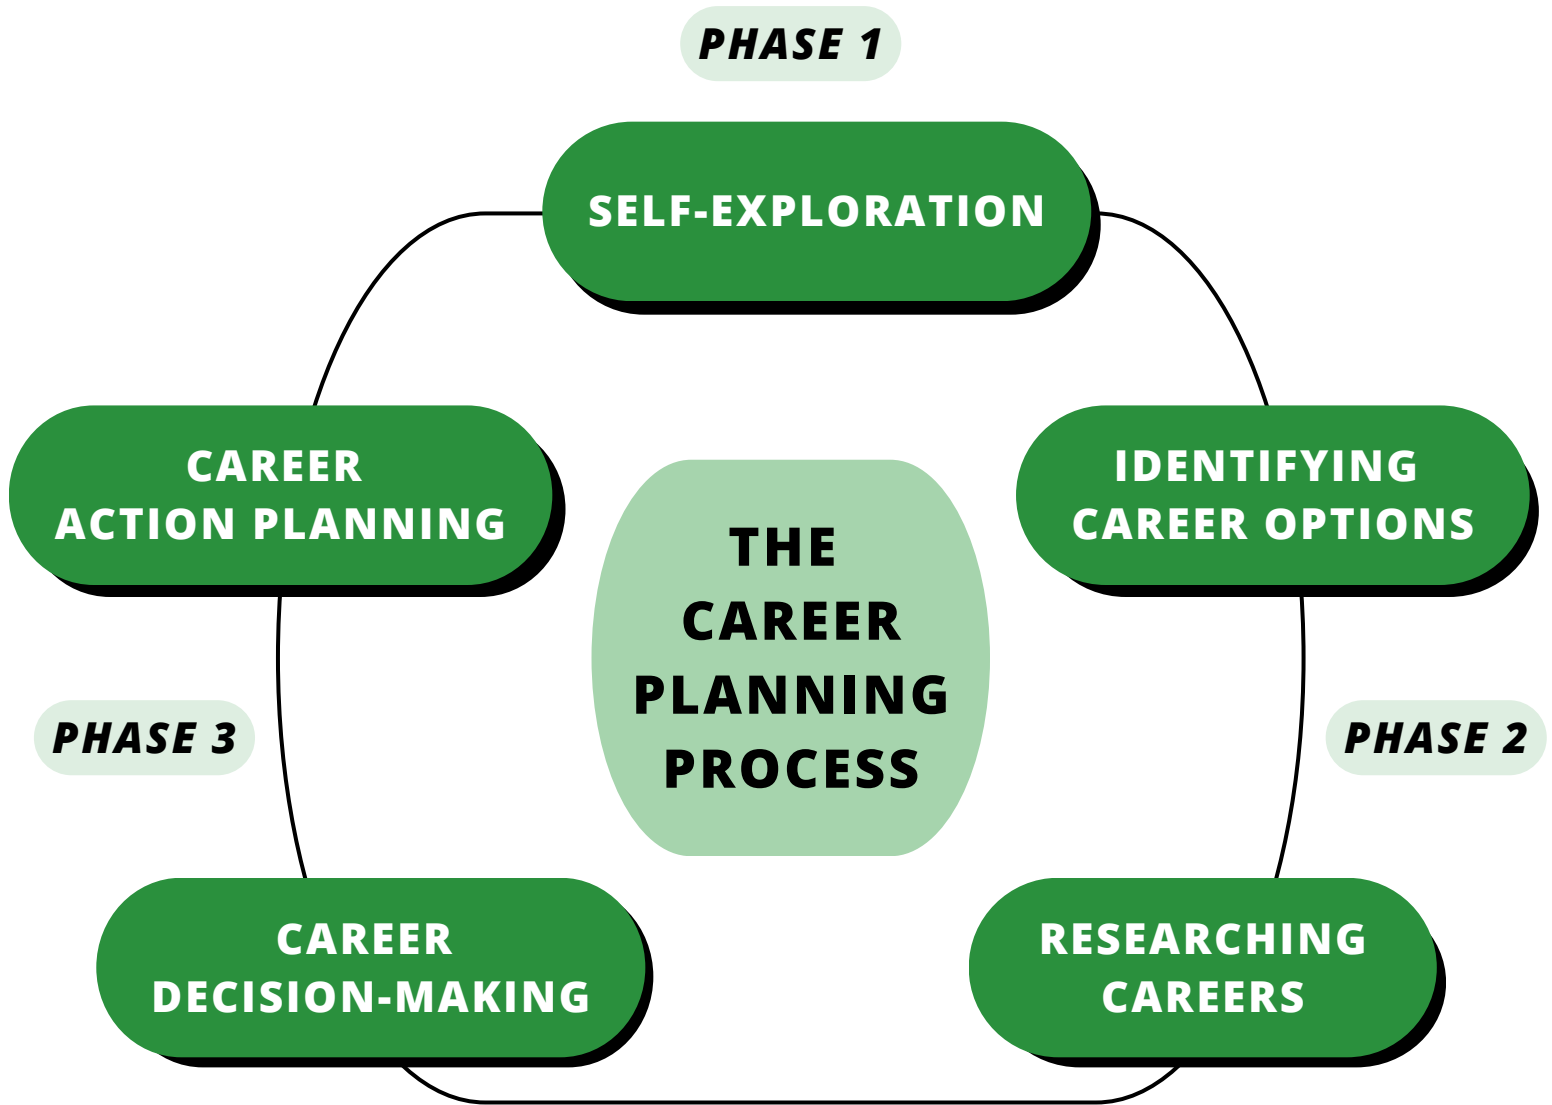 PHASE 1
SELF-EXPLORATION
IDENTIFYING
CAREER OPTIONS
PHASE 2
RESEARCHING
CAREERS
CAREER
DECISION-MAKING
PHASE 3
CAREER
ACTION PLANNING
THE
CAREER
PLANNING
PROCESS